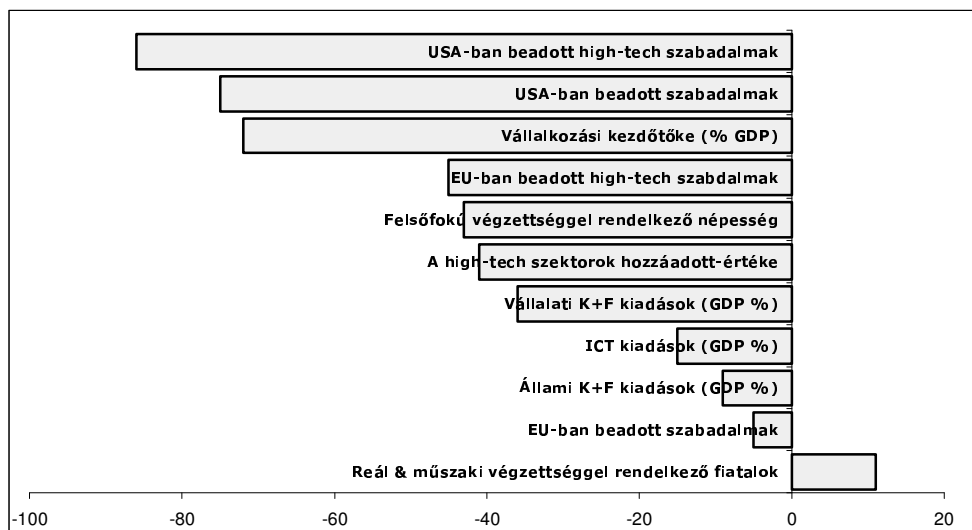 USA-ban beadott high-tech szabadalmak
USA-ban beadott szabadalmak
Vállalkozási kezdőtőke (% GDP)
EU-ban beadott high-tech szabdalmak
Felsőfokú végzettséggel rendelkező népesség
A high-tech szektorok hozzáadott-értéke
Vállalati K+F kiadások (GDP %)
ICT kiadások (GDP %)
Állami K+F kiadások (GDP %)
EU-ban beadott szabadalmak
Reál & műszaki végzettséggel rendelkező fiatalok
-100 -80 -60 -40 -20 0 20